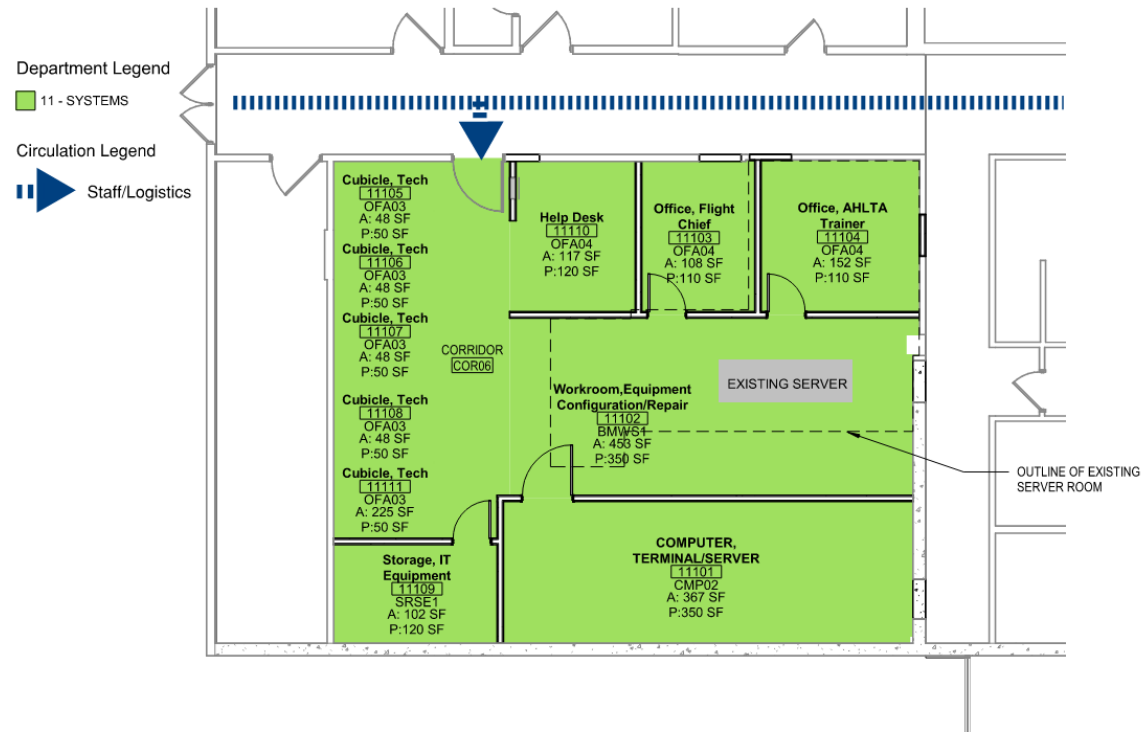 Department Legend
11 - SYSTEMS
Circulation Legend
Staff/Logistics
Cubicle, Tech
11105
OFA03
A: 48 SF
P:50 SF
Cubicle, Tech
11106
OFA03
A: 48 SF
P:50 SF
Cubicle, Tech
11107
OFA03
A: 48 SF
P:50 SF
Cubicle, Tech
11108
OFA03
A: 48 SF
P:50 SF
Cubicle, Tech
11111
OFA03
A: 225 SF
P:50 SF
Storage, IT
Equipment
11109
SRSE1
A: 102 SF
P:120 SF
CORRIDOR
COR06
Help Desk
11110
OFA04
A: 117 SF
P:120 SF
Office, Flight
Chief
11103
OFA04
A: 108 SF
P:110 SF
Office, AHLTA
Trainer
11104
OFA04
A: 152 SF
P:110 SF
EXISTING SERVER
Workroom,Equipment
Configuration/Repair
11102
BMWS1
A: 453 SF
P:350 SF
OUTLINE OF EXISTING
SERVER ROOM
COMPUTER,
TERMINAL/SERVER
11101
CMP02
A: 367 SF
P:350 SF